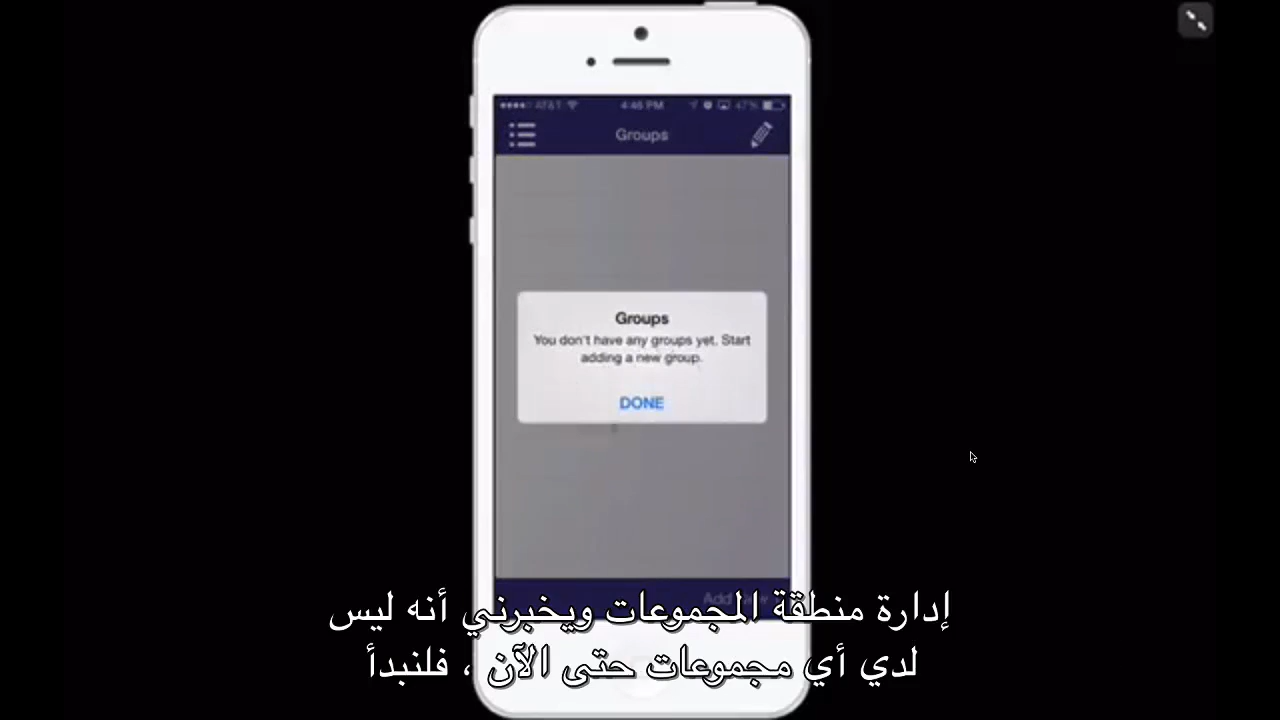 AT&T 4:46 PM 47%
Groups
Groups
You don't have any groups yet. Start
adding a new group.
DONE
Add
إدارة منطقة المجموعات ويخبرني أنه ليس
لدي أي مجموعات حتى الآن ، فلنبدأ